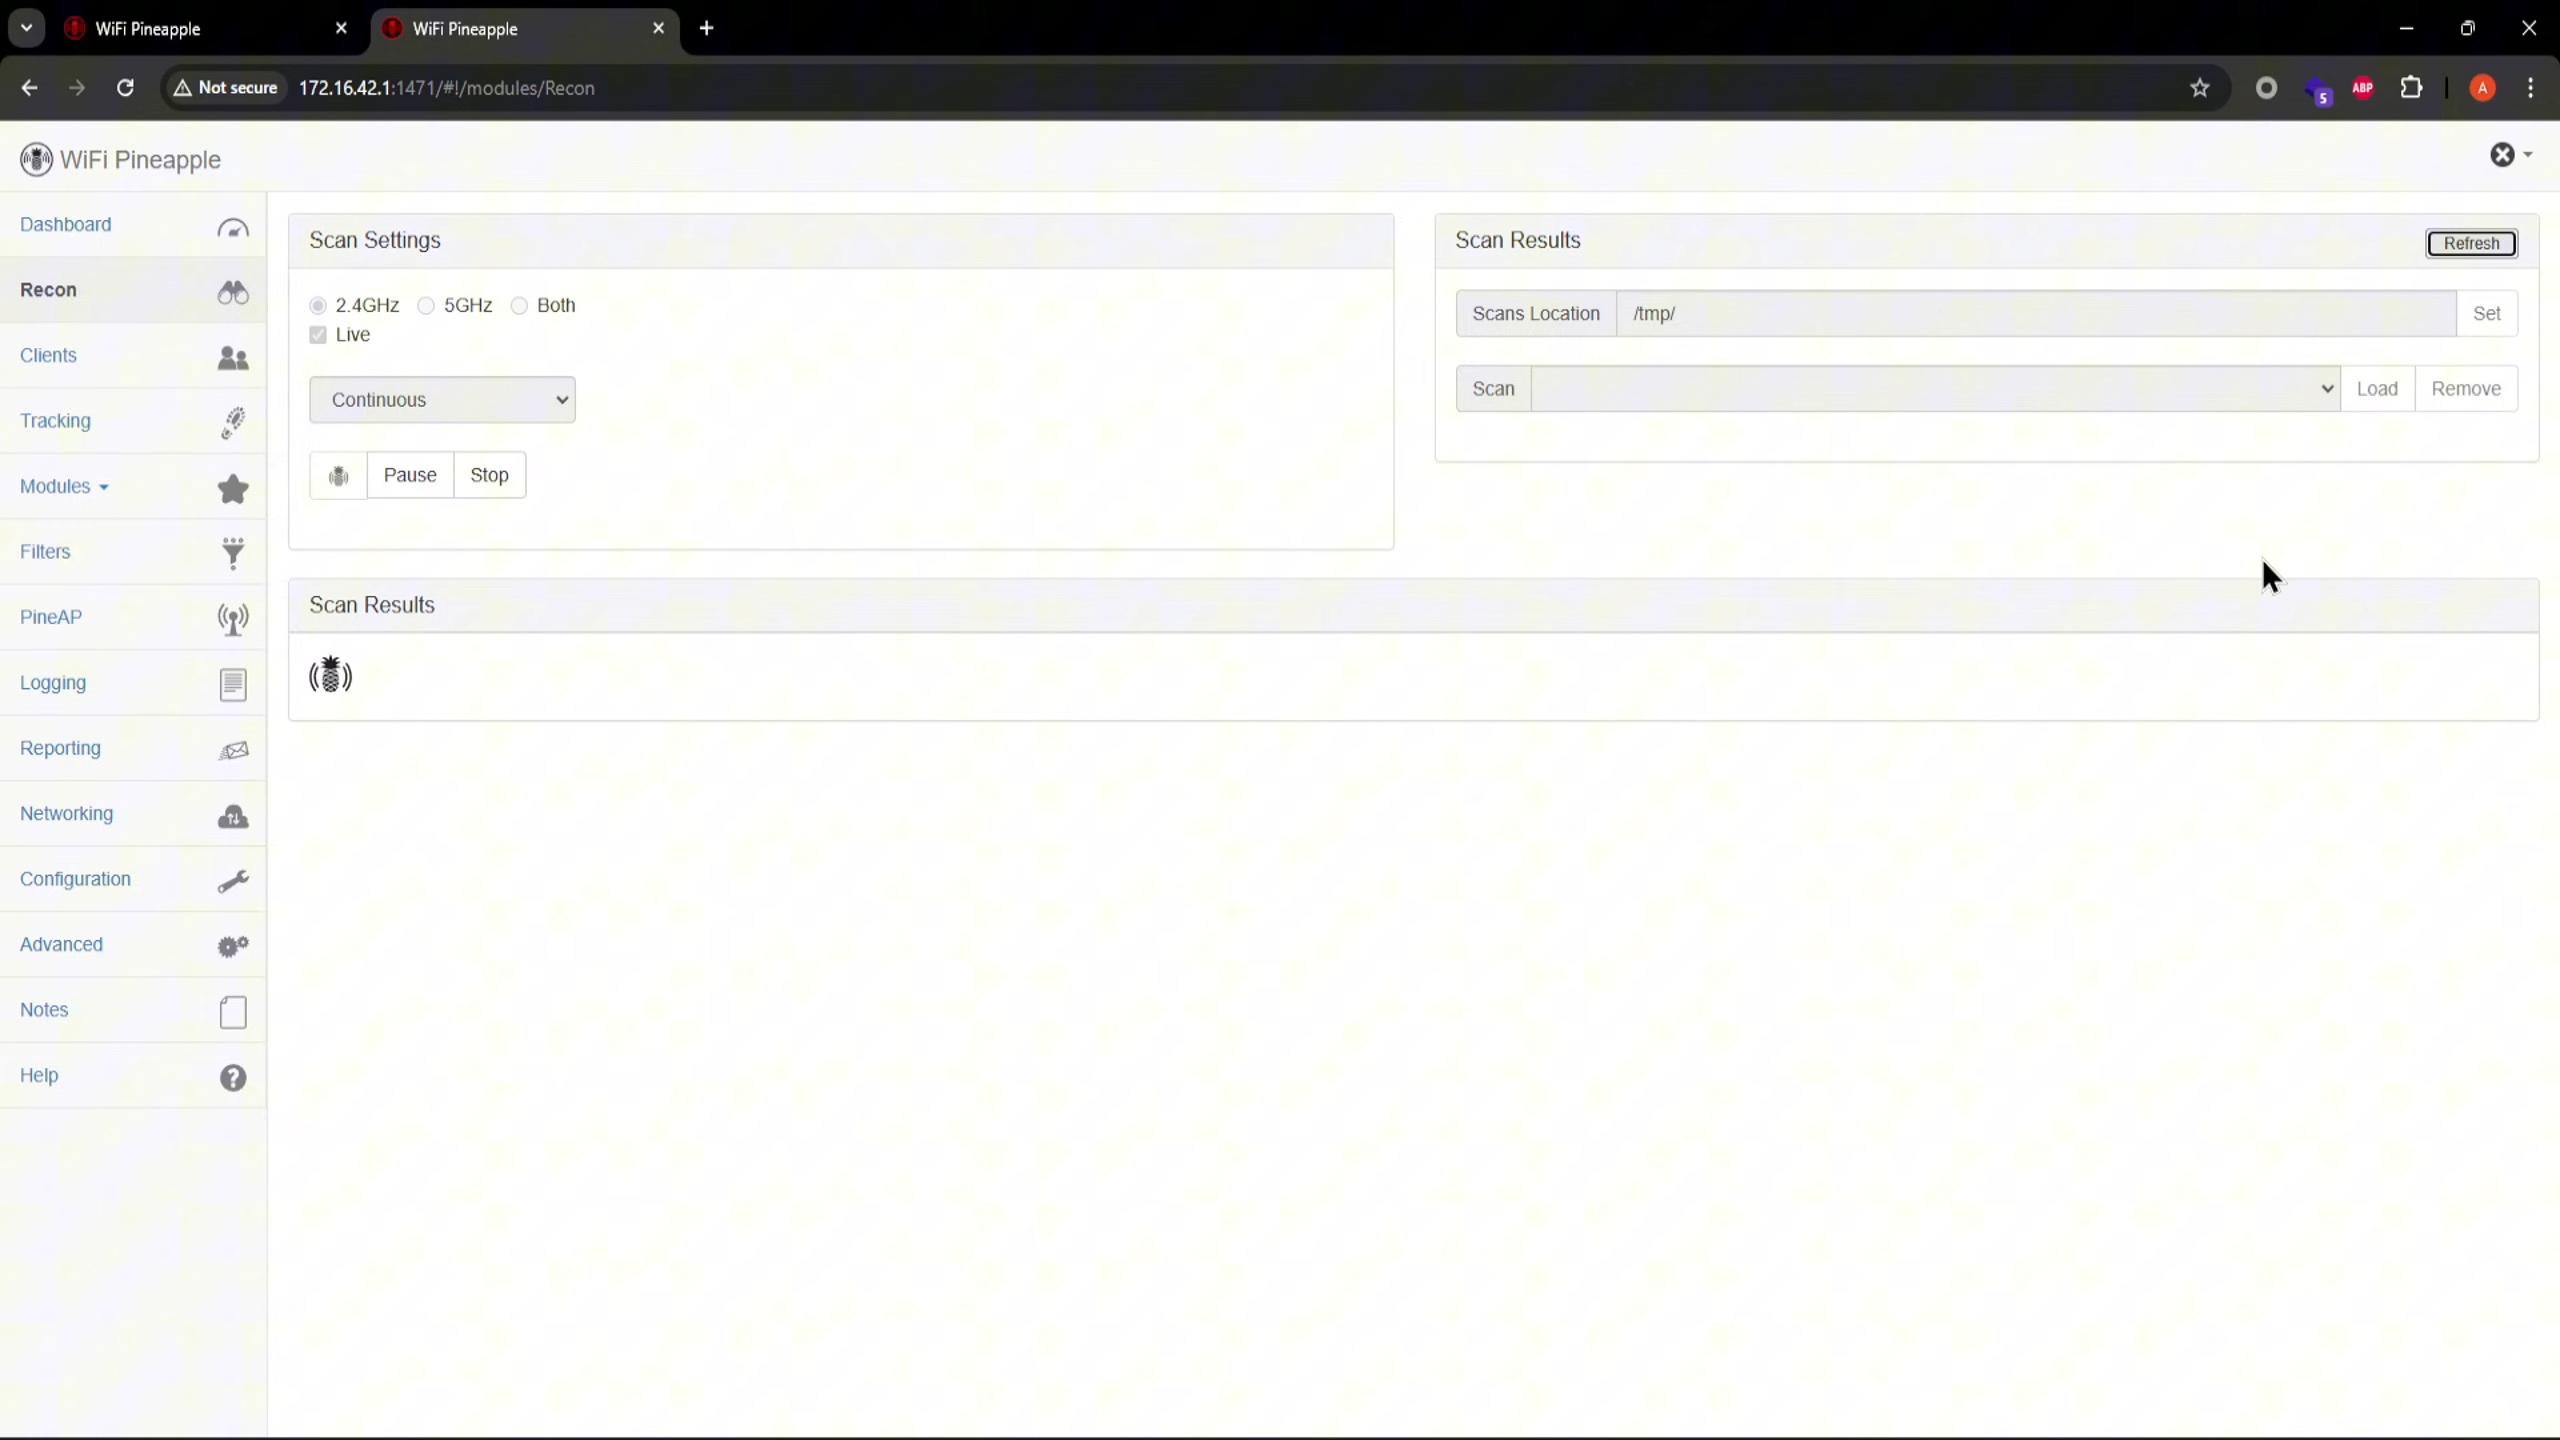 WiFi Pineapple
WiFi Pineapple
Not secure
172.16.42.1:1471/#!/modules/Recon
5
ABP
A
WiFi Pineapple
Dashboard
Recon
Clients
Tracking
Modules
Filters
PineAP
Logging
Reporting
Networking
Configuration
Advanced
Notes
Help
?
Scan Settings
2.4GHz 5GHz Both
Live
Continuous
Pause Stop
Scan Results Refresh
Scans Location /tmp/ Set
Scan Load Remove
Scan Results